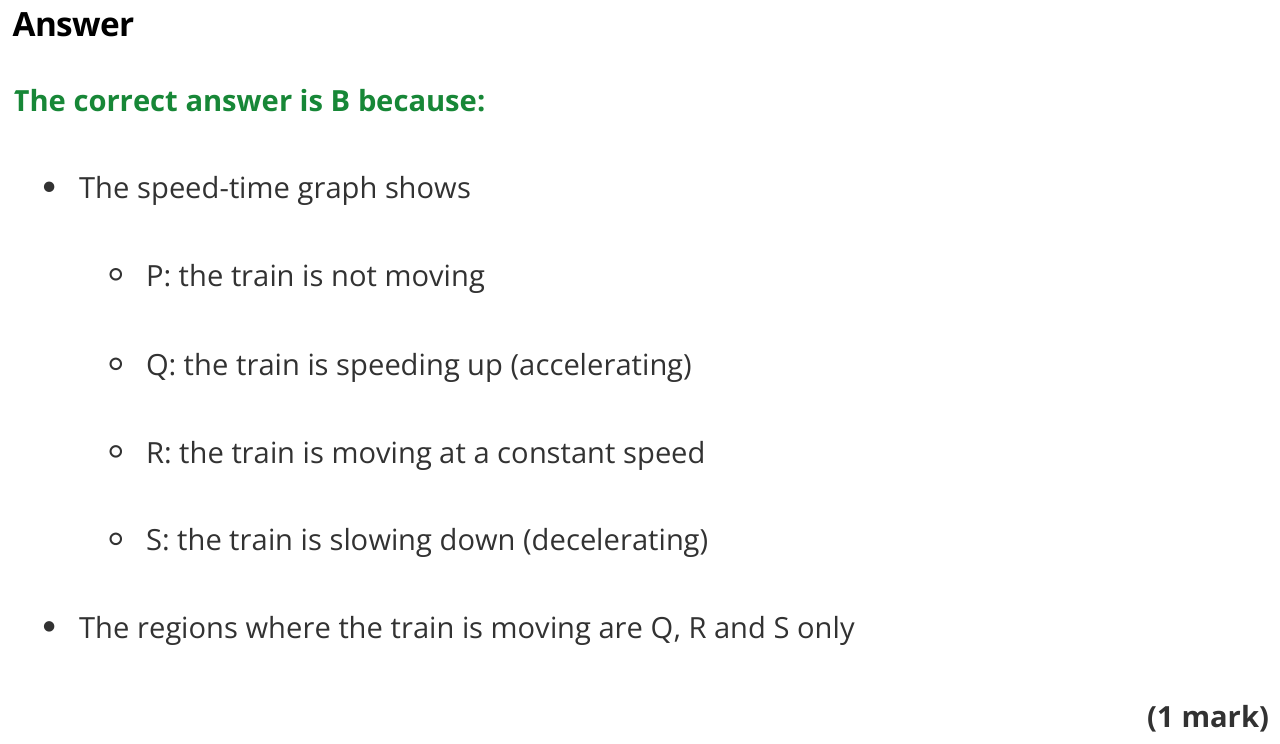 Answer
The correct answer is B because:
The speed-time graph shows
P: the train is not moving
Q: the train is speeding up (accelerating)
R: the train is moving at a constant speed
S: the train is slowing down (decelerating)
The regions where the train is moving are Q, R and S only
(1 mark)